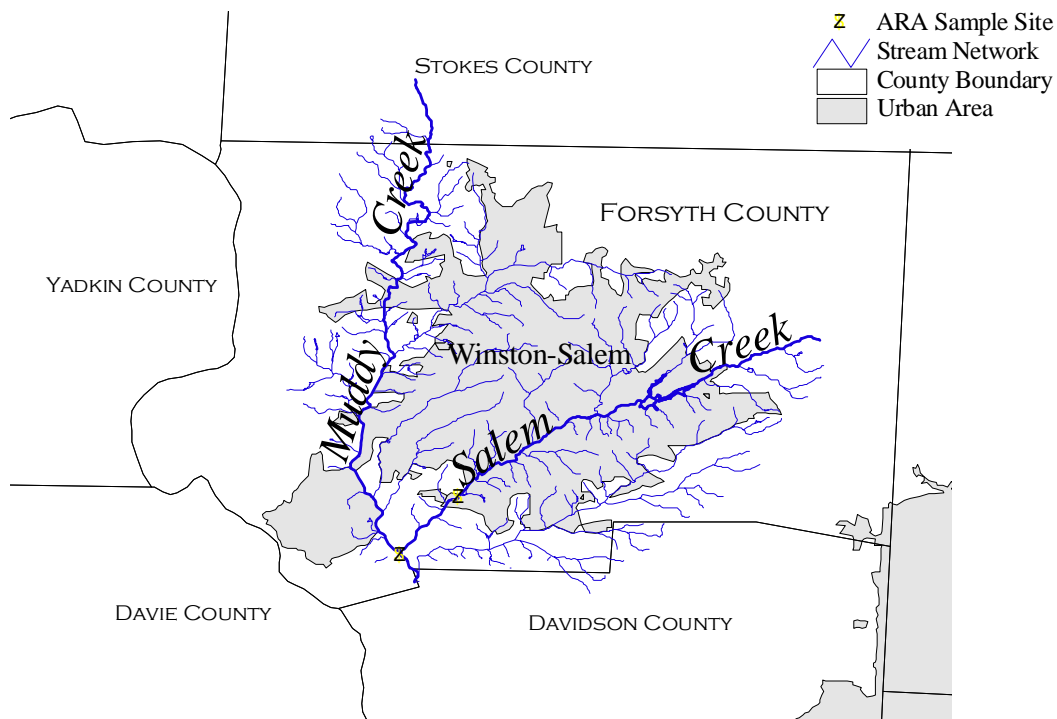 Z ARA Sample Site
Stream Network
County Boundary
Urban Area
STOKES COUNTY
Creek
FORSYTH COUNTY
YADKIN COUNTY
Muddy
Winston-Salem
Creek
Salem
Z
Z
DAVIE COUNTY
DAVIDSON COUNTY